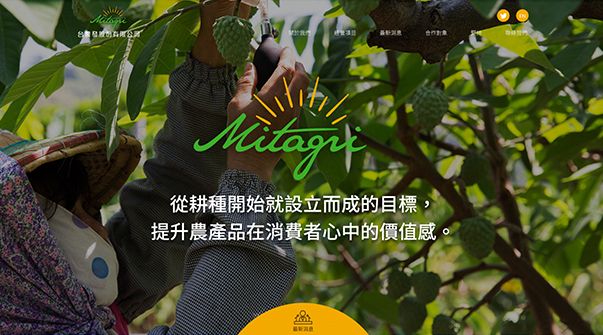 Mitagri
台農發股份有限公司
關於我們
經營項目
最新消息
合作對象
聯絡我們
EN
Mitagri
從耕種開始就設立而成的目標，
提升農產品在消費者心中的價值感。
最新消息